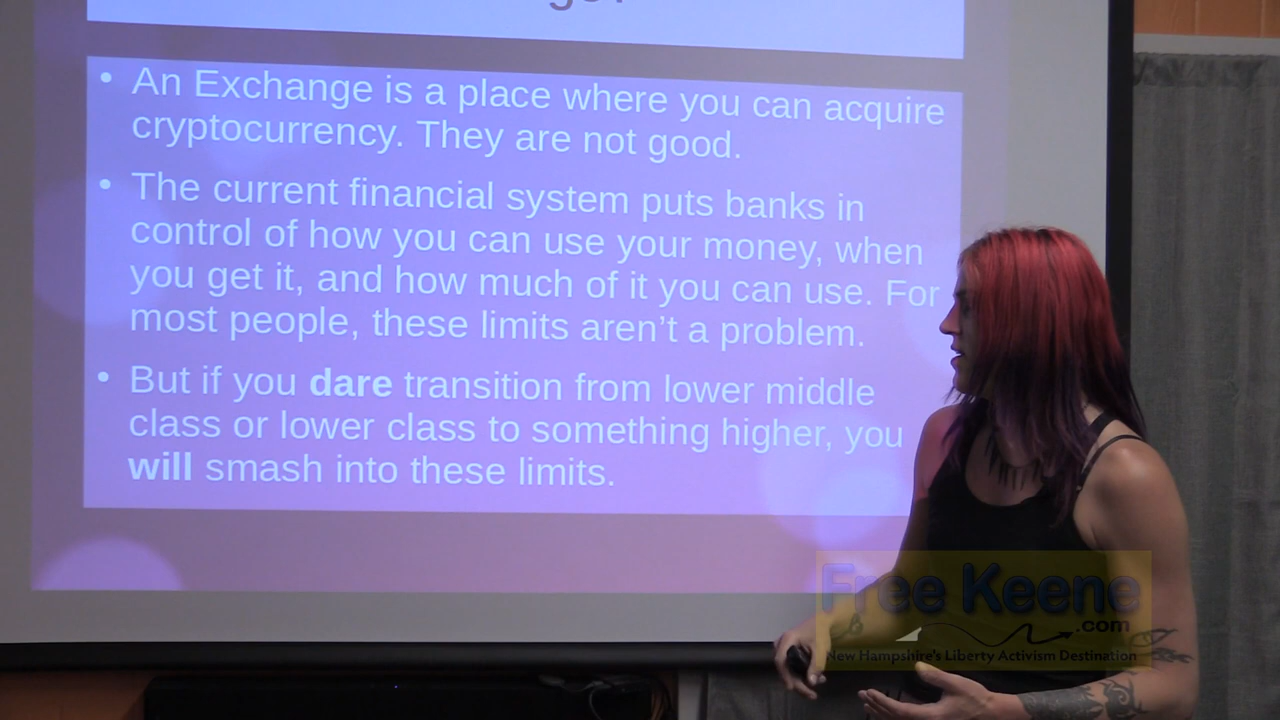 • An Exchange is a place where you can acquire
cryptocurrency. They are not good.
• The current financial system puts banks in
control of how you can use your money, when
you get it, and how much of it you can use. For
most people, these limits aren't a problem.
• But if you dare transition from lower middle
class or lower class to something higher, you
will smash into these limits.
Free Keene
.com
New Hampshire's Liberty Activism Destination